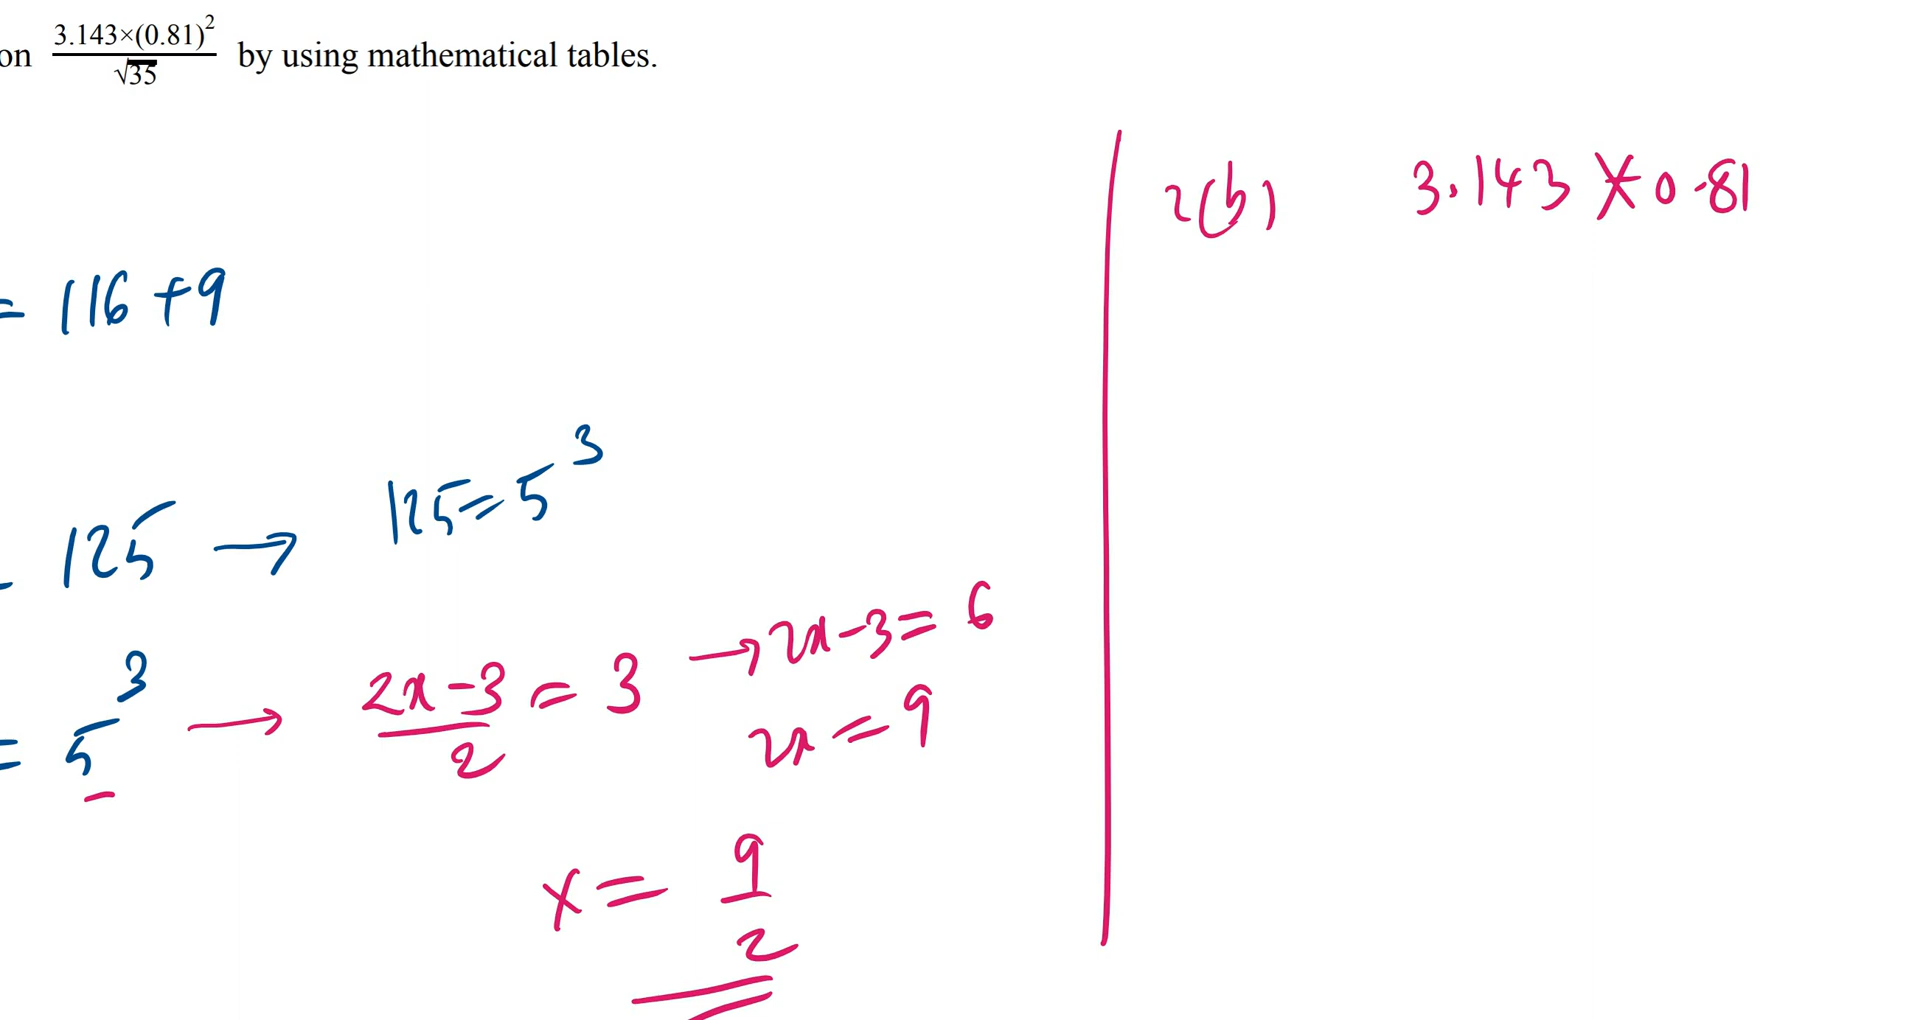 on 3.143×(0.81)²/√35 by using mathematical tables.
= 116 + 9
125 → 125 = 5³
= 5³ → 2x - 3/2 = 3 → 2x - 3 = 6
2x = 9
x = 9/2
2(b) 3.143 × 0.81